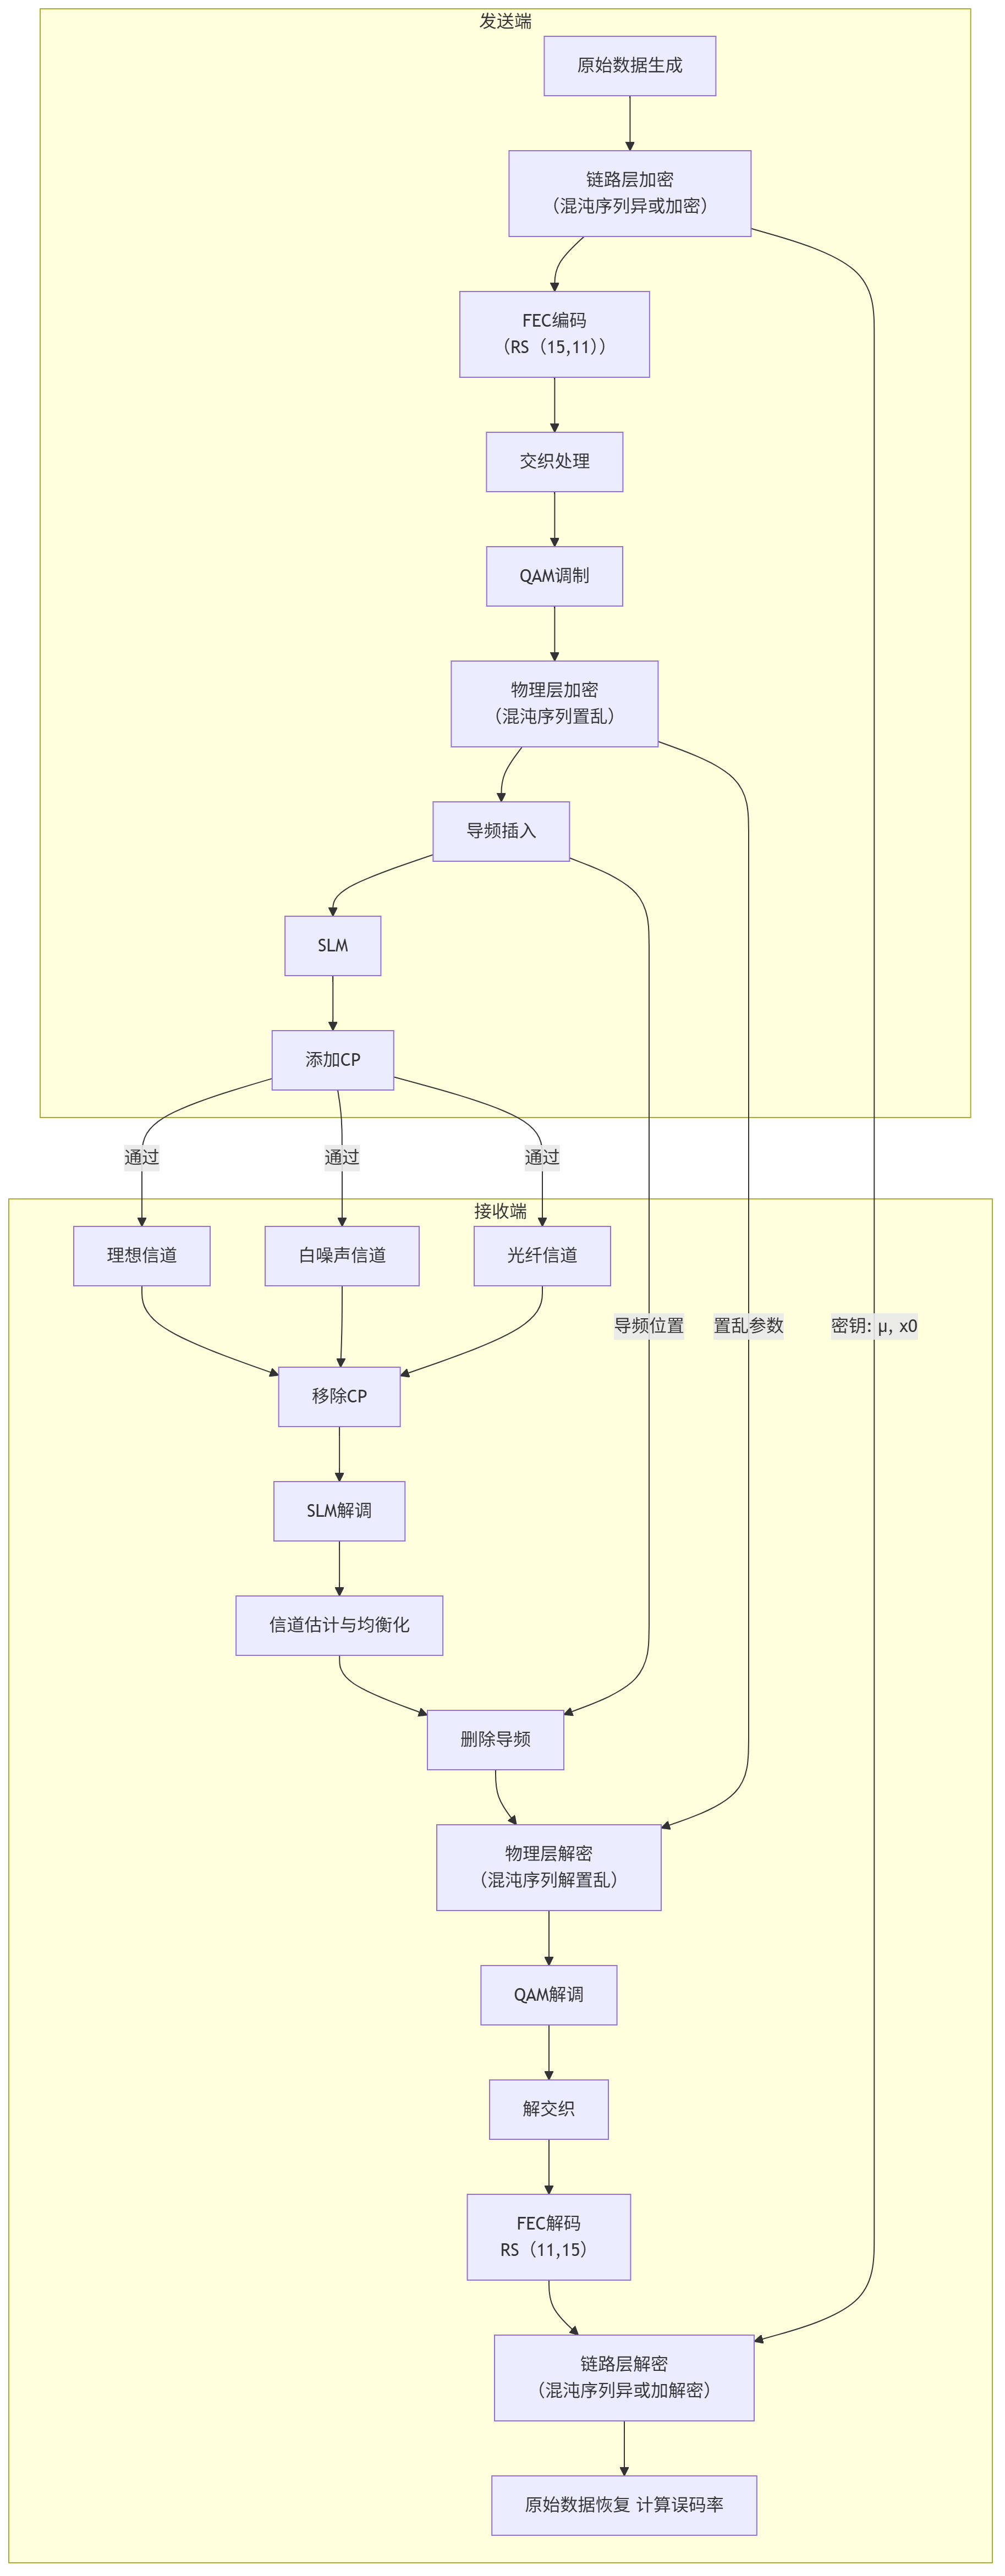 发送端
原始数据生成
链路层加密
（混沌序列异或加密）
FEC编码
（RS（15,11））
交织处理
QAM调制
物理层加密
（混沌序列置乱）
导频插入
SLM
添加CP
通过
通过
通过
接收端
理想信道
白噪声信道
光纤信道
导频位置
置乱参数
密钥: μ, x0
移除CP
SLM解调
信道估计与均衡化
删除导频
物理层解密
（混沌序列解置乱）
QAM解调
解交织
FEC解码
RS（11,15）
链路层解密
（混沌序列异或加解密）
原始数据恢复 计算误码率